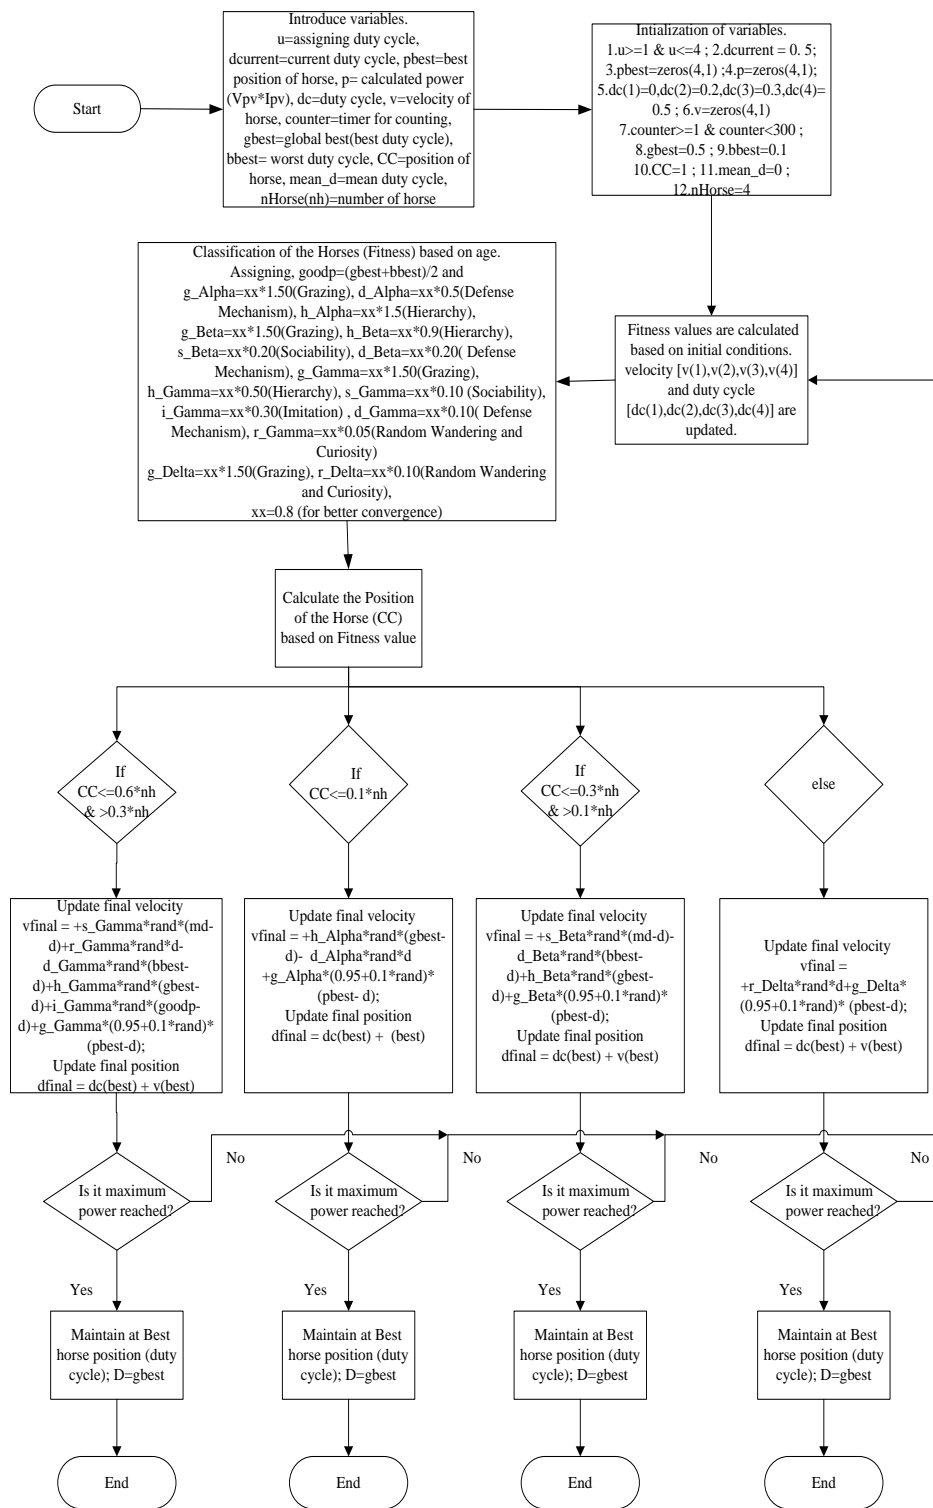 Start
Introduce variables.
u=assigning duty cycle,
dcurrent=current duty cycle, pbest=best
position of horse, p= calculated power
(Vpv*Ipv), dc=duty cycle, v=velocity of
horse, counter=timer for counting,
gbest=global best(best duty cycle),
bbest= worst duty cycle, CC=position of
horse, mean_d=mean duty cycle,
nHorse(nh)=number of horse
Intialization of variables.
1.u>=1 & u<=4 ; 2.dcurrent = 0. 5;
3.pbest=zeros(4,1) ;4.p=zeros(4,1);
5.dc(1)=0,dc(2)=0.2,dc(3)=0.3,dc(4)=
0.5 ; 6.v=zeros(4,1)
7.counter>=1 & counter<300 ;
8.gbest=0.5 ; 9.bbest=0.1
10.CC=1 ; 11.mean_d=0 ;
12.nHorse=4
Fitness values are calculated
based on initial conditions.
velocity [v(1),v(2),v(3),v(4)]
and duty cycle
[dc(1),dc(2),dc(3),dc(4)] are
updated.
Classification of the Horses (Fitness) based on age.
Assigning, goodp=(gbest+bbest)/2 and
g_Alpha=xx*1.50(Grazing), d_Alpha=xx*0.5(Defense
Mechanism), h_Alpha=xx*1.5(Hierarchy),
g_Beta=xx*1.50(Grazing), h_Beta=xx*0.9(Hierarchy),
s_Beta=xx*0.20(Sociability), d_Beta=xx*0.20( Defense
Mechanism), g_Gamma=xx*1.50(Grazing),
h_Gamma=xx*0.50(Hierarchy), s_Gamma=xx*0.10 (Sociability),
i_Gamma=xx*0.30(Imitation) , d_Gamma=xx*0.10( Defense
Mechanism), r_Gamma=xx*0.05(Random Wandering and
Curiosity)
g_Delta=xx*1.50(Grazing), r_Delta=xx*0.10(Random Wandering
and Curiosity),
xx=0.8 (for better convergence)
Calculate the Position
of the Horse (CC)
based on Fitness value
If
CC<=0.6*nh
& >0.3*nh
If
CC<=0.1*nh
If
CC<=0.3*nh
& >0.1*nh
else
Update final velocity
vfinal = +s_Gamma*rand*(md-
d)+r_Gamma*rand*d-
d_Gamma*rand*(bbest-
d)+h_Gamma*rand*(gbest-
d)+i_Gamma*rand*(goodp-
d)+g_Gamma*(0.95+0.1*rand)*
(pbest-d);
Update final position
dfinal = dc(best) + v(best)
Update final velocity
vfinal = +h_Alpha*rand*(gbest-
d)- d_Alpha*rand*d
+g_Alpha*(0.95+0.1*rand)*
(pbest- d);
Update final position
dfinal = dc(best) + (best)
Update final velocity
vfinal = +s_Beta*rand*(md-d)-
d_Beta*rand*(bbest-
d)+h_Beta*rand*(gbest-
d)+g_Beta*(0.95+0.1*rand)*
(pbest-d);
Update final position
dfinal = dc(best) + v(best)
Update final velocity
vfinal =
+r_Delta*rand*d+g_Delta*
(0.95+0.1*rand)* (pbest-d);
Update final position
dfinal = dc(best) + v(best)
No
No
No
No
Is it maximum
power reached?
Is it maximum
power reached?
Is it maximum
power reached?
Is it maximum
power reached?
Yes
Yes
Yes
Yes
Maintain at Best
horse position (duty
cycle); D=gbest
Maintain at Best
horse position (duty
cycle); D=gbest
Maintain at Best
horse position (duty
cycle); D=gbest
Maintain at Best
horse position (duty
cycle); D=gbest
End
End
End
End